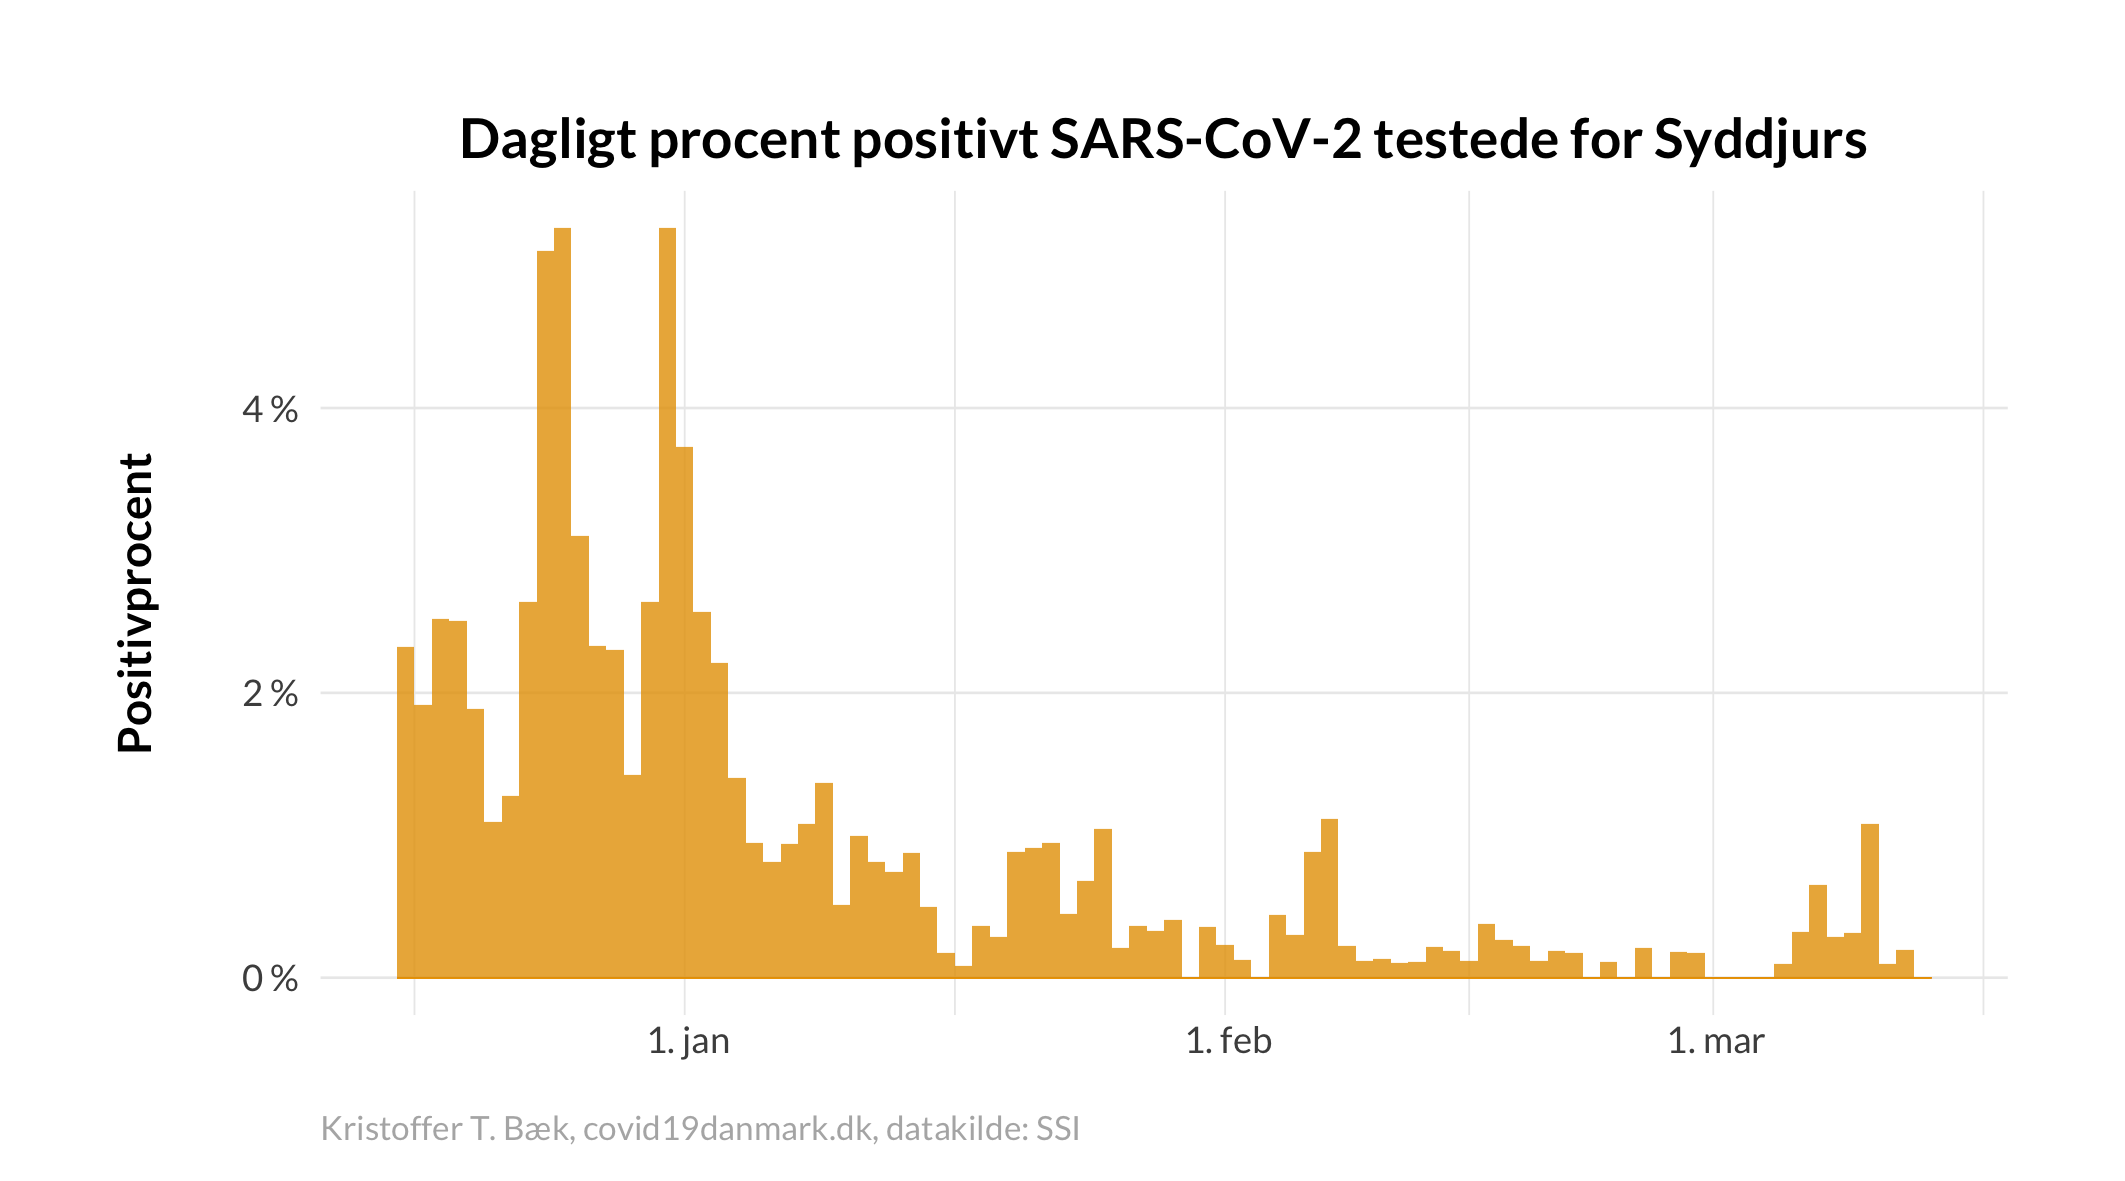 Dagligt procent positivt SARS-CoV-2 testede for Syddjurs
Positivprocent
4 %
2 %
0 %
1. jan
1. feb
1. mar
Kristoffer T. Bæk, covid19danmark.dk, datakilde: SSI